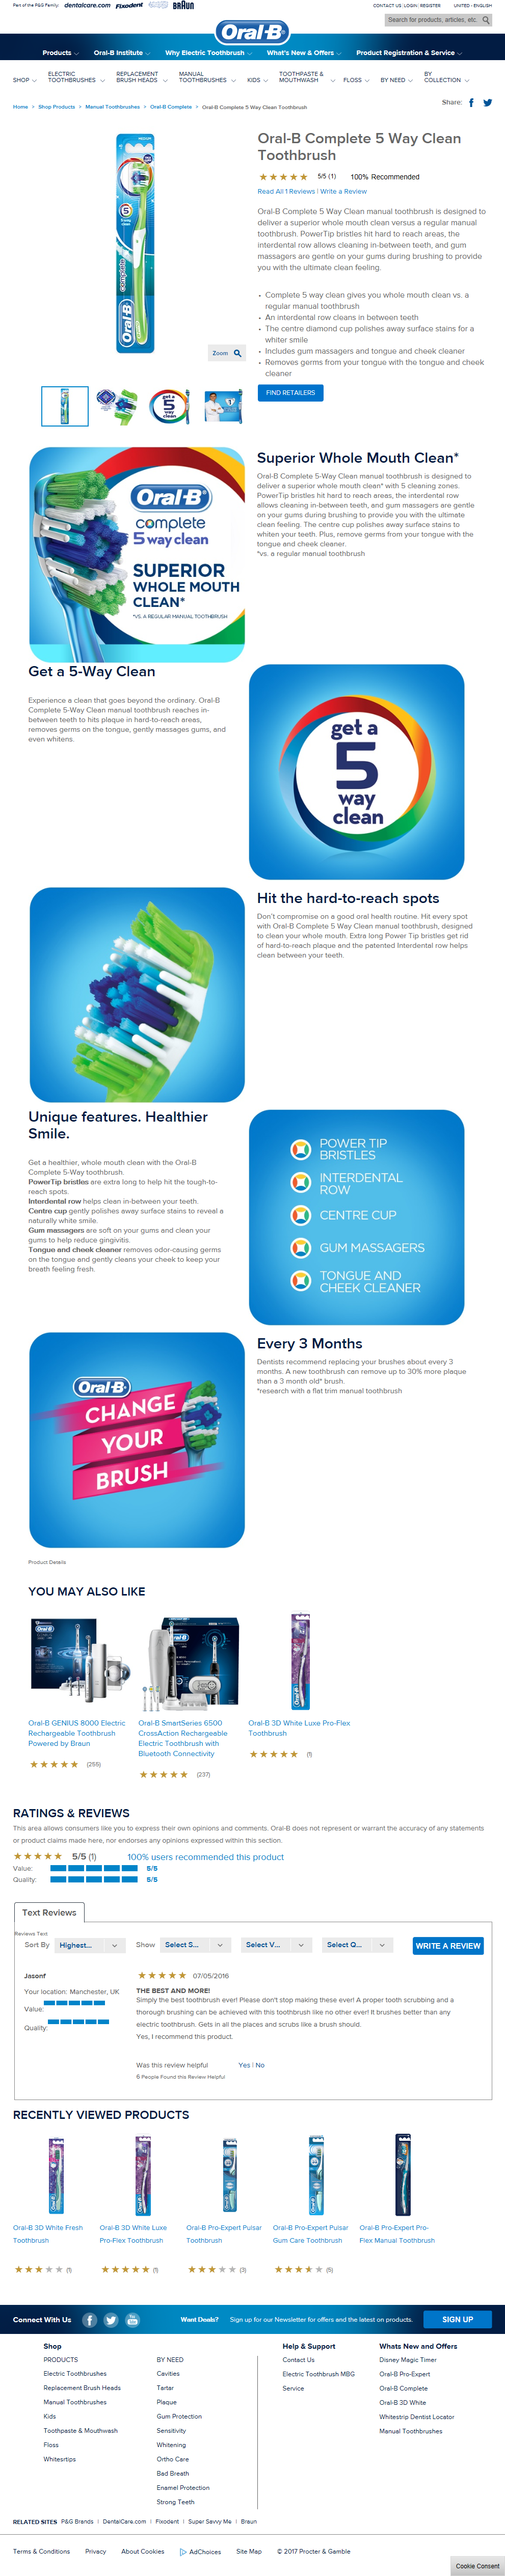 Part of the P&G Family: dentalcare.com Fixodent BRAUN
CONTACT US LOGIN REGISTER UNITED - ENGLISH
Search for products, articles, etc.
Oral-B
Products Oral-B Institute Why Electric Toothbrush What's New & Offers Product Registration & Service
SHOP ELECTRIC TOOTHBRUSHES REPLACEMENT BRUSH HEADS MANUAL TOOTHBRUSHES KIDS TOOTHPASTE & MOUTHWASH FLOSS BY NEED BY COLLECTION
Home > Shop Products > Manual Toothbrushes > Oral-B Complete > Oral-B Complete 5 Way Clean Toothbrush
Share:
Oral-B Complete 5 Way Clean
Toothbrush
5/5 (1) 100% Recommended
Read All 1 Reviews | Write a Review
Oral-B Complete 5 Way Clean manual toothbrush is designed to
deliver a superior whole mouth clean versus a regular manual
toothbrush. PowerTip bristles hit hard to reach areas, the
interdental row allows cleaning in-between teeth, and gum
massagers are gentle on your gums during brushing to provide
you with the ultimate clean feeling.
• Complete 5 way clean gives you whole mouth clean vs. a
regular manual toothbrush
• An interdental row cleans in between teeth
• The centre diamond cup polishes away surface stains for a
whiter smile
• Includes gum massagers and tongue and cheek cleaner
• Removes germs from your tongue with the tongue and cheek
cleaner
FIND RETAILERS
complete
5
Oral-B
Zoom
get a
5
way
clean
Oral-B
complete
5 way clean
SUPERIOR
WHOLE MOUTH
CLEAN*
*VS. A REGULAR MANUAL TOOTHBRUSH
Superior Whole Mouth Clean*
Oral-B Complete 5-Way Clean manual toothbrush is designed to
deliver a superior whole mouth clean* with 5 cleaning zones.
PowerTip bristles hit hard to reach areas, the interdental row
allows cleaning in-between teeth, and gum massagers are gentle
on your gums during brushing to provide you with the ultimate
clean feeling. The centre cup polishes away surface stains to
whiten your teeth. Plus, remove germs from your tongue with the
tongue and cheek cleaner.
*vs. a regular manual toothbrush
Get a 5-Way Clean
Experience a clean that goes beyond the ordinary. Oral-B
Complete 5-Way Clean manual toothbrush reaches in-
between teeth to hits plaque in hard-to-reach areas,
removes germs on the tongue, gently massages gums, and
even whitens.
get a
5
way
clean
Hit the hard-to-reach spots
Don't compromise on a good oral health routine. Hit every spot
with Oral-B Complete 5 Way Clean manual toothbrush, designed
to clean your whole mouth. Extra long Power Tip Bristles get rid
of hard-to-reach plaque and the patented Interdental row helps
clean between your teeth.
Unique features. Healthier
Smile.
Get a healthier, whole mouth clean with the Oral-B
Complete 5-Way toothbrush.
PowerTip bristles are extra long to help hit the tough-to-
reach spots.
Interdental row helps clean in-between your teeth.
Centre cup gently polishes away surface stains to reveal a
naturally white smile.
Gum massagers are soft on your gums and clean your
gums to help reduce gingivitis.
Tongue and cheek cleaner removes odor-causing germs
on the tongue and gently cleans your cheek to keep your
breath feeling fresh.
POWER TIP
BRISTLES
INTERDENTAL
ROW
CENTRE CUP
GUM MASSAGERS
TONGUE AND
CHEEK CLEANER
Oral-B
CHANGE
YOUR
BRUSH
Every 3 Months
Dentists recommend replacing your brushes about every 3
months. A new toothbrush can remove up to 30% more plaque
than a 3 month old* brush.
*research with a flat trim manual toothbrush
Product Details
YOU MAY ALSO LIKE
Oral-B GENIUS 8000 Electric
Rechargeable Toothbrush
Powered by Braun
(255)
Oral-B SmartSeries 6500
CrossAction Rechargeable
Electric Toothbrush with
Bluetooth Connectivity
(237)
Oral-B 3D White Luxe Pro-Flex
Toothbrush
(1)
RATINGS & REVIEWS
This area allows consumers like you to express their own opinions and comments. Oral-B does not represent or warrant the accuracy of any statements
or product claims made here, nor endorses any opinions expressed within this section.
5/5 (1) 100% users recommended this product
Value: 5/5
Quality: 5/5
Text Reviews
Reviews Text
Sort By Highest... Show Select S... Select V... Select Q... WRITE A REVIEW
Jasonf 07/05/2016
Your location: Manchester, UK
Value:
Quality:
THE BEST AND MORE!
Simply the best toothbrush ever! Please don't stop making these ever! A proper tooth scrubbing and a
thorough brushing can be achieved with this toothbrush like no other ever! It brushes better than any
electric toothbrush. Gets in all the places and scrubs like a brush should.
Yes, I recommend this product.
Was this review helpful Yes | No
6 People Found this Review Helpful
RECENTLY VIEWED PRODUCTS
Oral-B 3D White Fresh
Toothbrush
(1)
Oral-B 3D White Luxe
Pro-Flex Toothbrush
(1)
Oral-B Pro-Expert Pulsar
Toothbrush
(3)
Oral-B Pro-Expert Pulsar
Gum Care Toothbrush
(5)
Oral-B Pro-Expert Pro-
Flex Manual Toothbrush
Connect With Us Want Deals? Sign up for our Newsletter for offers and the latest on products. SIGN UP
Shop
PRODUCTS
Electric Toothbrushes
Replacement Brush Heads
Manual Toothbrushes
Kids
Toothpaste & Mouthwash
Floss
Whitesrtips
BY NEED
Cavities
Tartar
Plaque
Gum Protection
Sensitivity
Whitening
Ortho Care
Bad Breath
Enamel Protection
Strong Teeth
Help & Support
Contact Us
Electric Toothbrush MBG
Service
Whats New and Offers
Disney Magic Timer
Oral-B Pro-Expert
Oral-B Complete
Oral-B 3D White
Whitestrip Dentist Locator
Manual Toothbrushes
RELATED SITES P&G Brands | DentalCare.com | Fixodent | Super Savvy Me | Braun
Terms & Conditions Privacy About Cookies AdChoices Site Map © 2017 Procter & Gamble
Cookie Consent